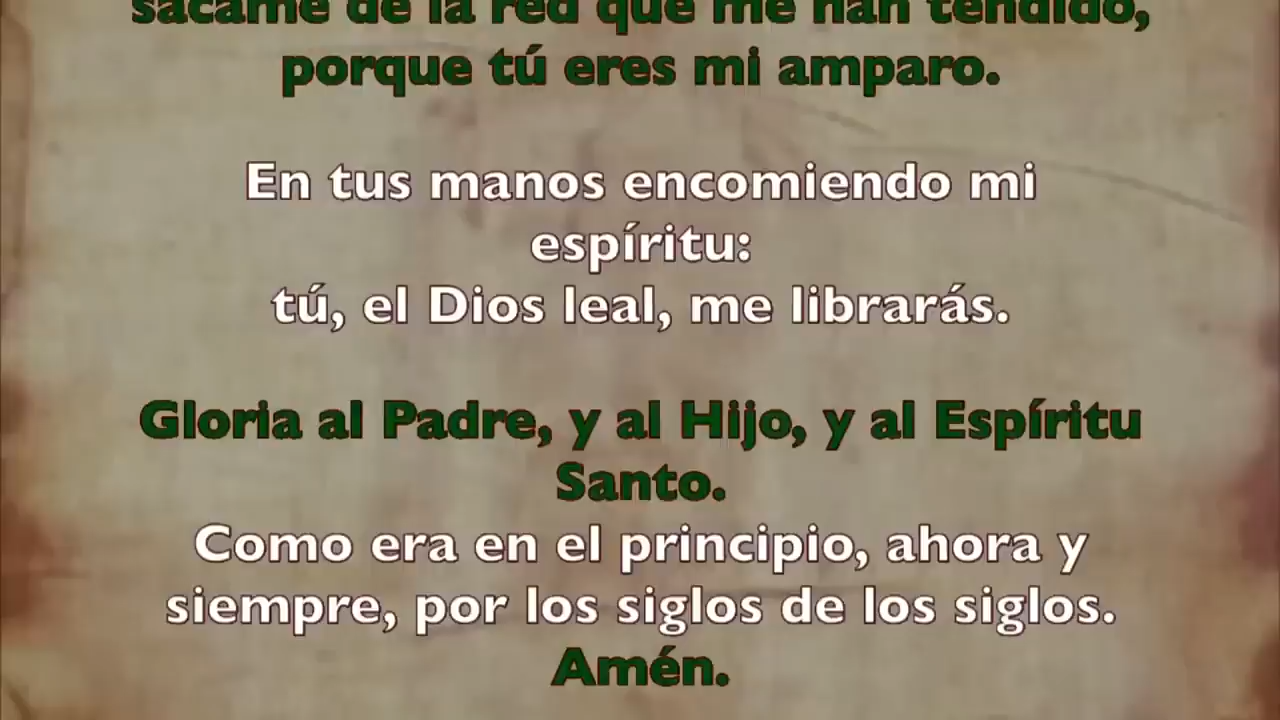 sácame de la red que me han tendido,
porque tú eres mi amparo.
En tus manos encomiendo mi
espíritu:
tú, el Dios leal, me librarás.
Gloria al Padre, y al Hijo, y al Espíritu
Santo.
Como era en el principio, ahora y
siempre, por los siglos de los siglos.
Amén.